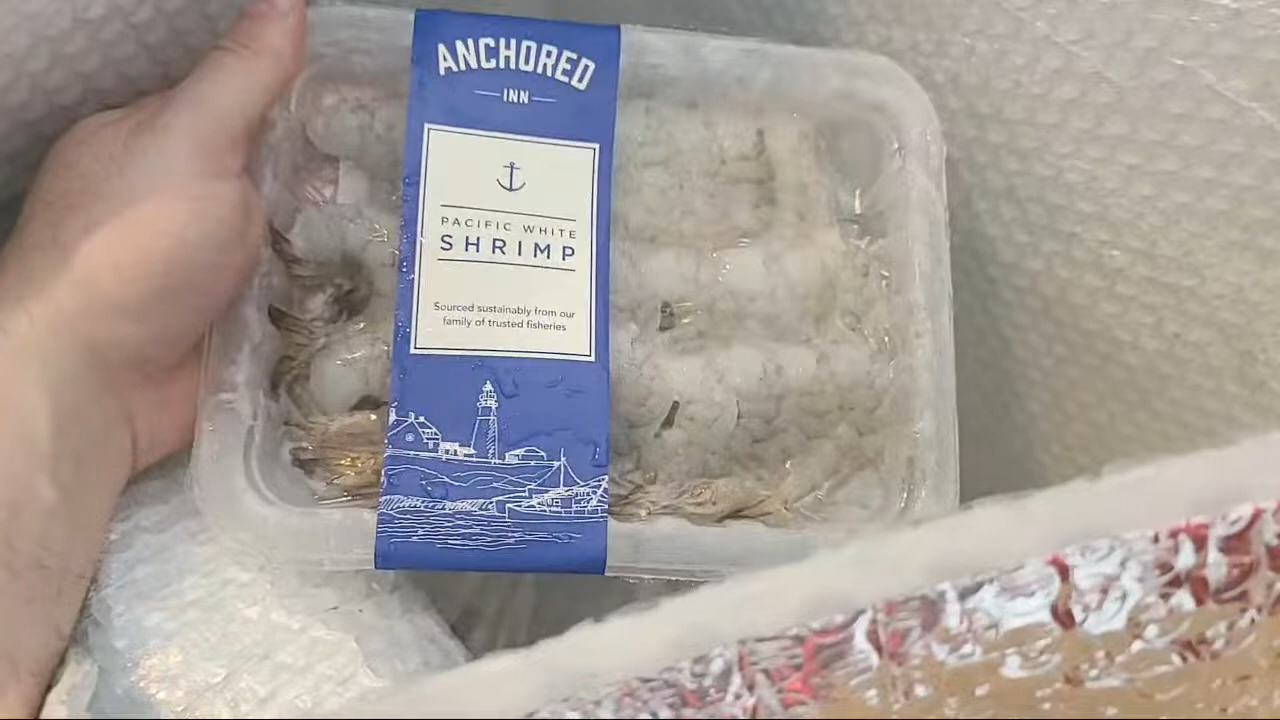 ANCHORED
INN
PACIFIC WHITE
SHRIMP
Sourced sustainably from our
family of trusted fisheries